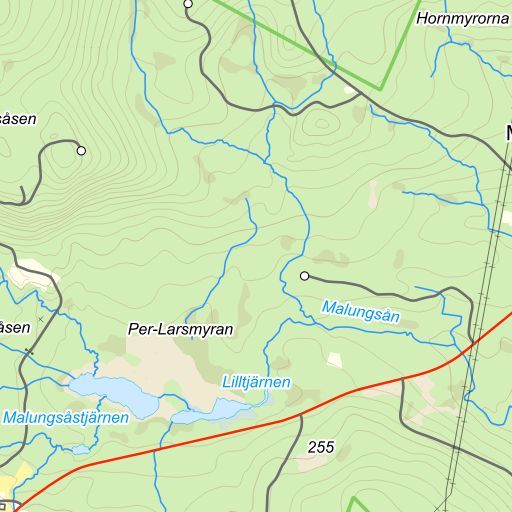 Hornmyrorna
åsen
M
Malungsån
åsen
Per-Larsmyran
Lilltjärnen
Malungsåstjärnen
255